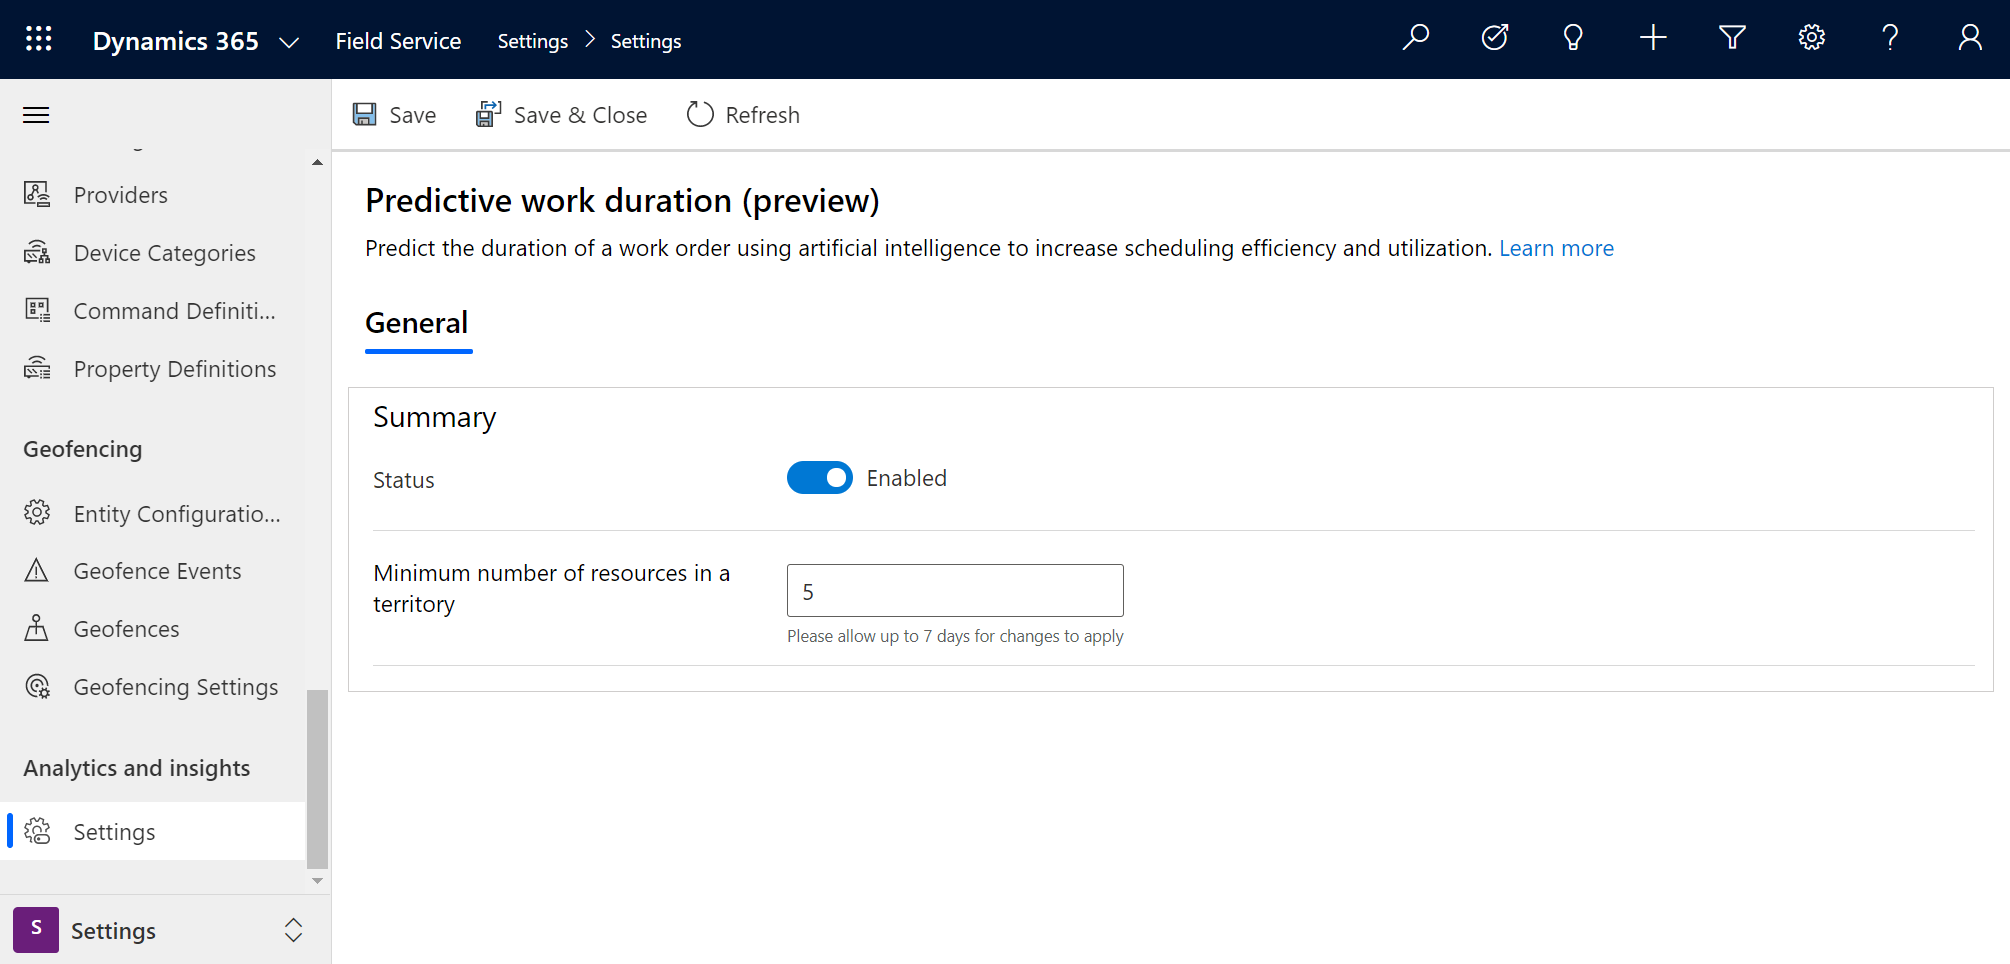 Dynamics 365
Field Service
Settings > Settings
Save
Save & Close
Refresh
Providers
Device Categories
Command Definiti...
Property Definitions
Geofencing
Entity Configuratio...
Geofence Events
Geofences
Geofencing Settings
Analytics and insights
Settings
S
Settings
Predictive work duration (preview)
Predict the duration of a work order using artificial intelligence to increase scheduling efficiency and utilization. Learn more
General
Summary
Status
Enabled
Minimum number of resources in a
territory
5
Please allow up to 7 days for changes to apply